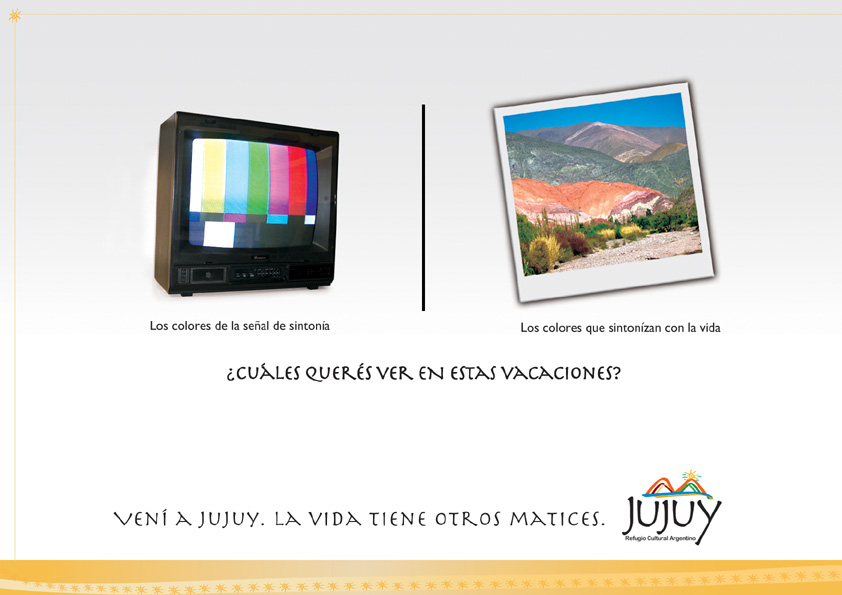 Los colores de la señal de sintonía
Los colores que sintonízan con la vida
¿CUÁLES QUERÉS VER EN ESTAS VACACIONES?
VENÍ A JUJUY. LA VIDA TIENE OTROS MATICES.
JUJUY
Refugio Cultural Argentino